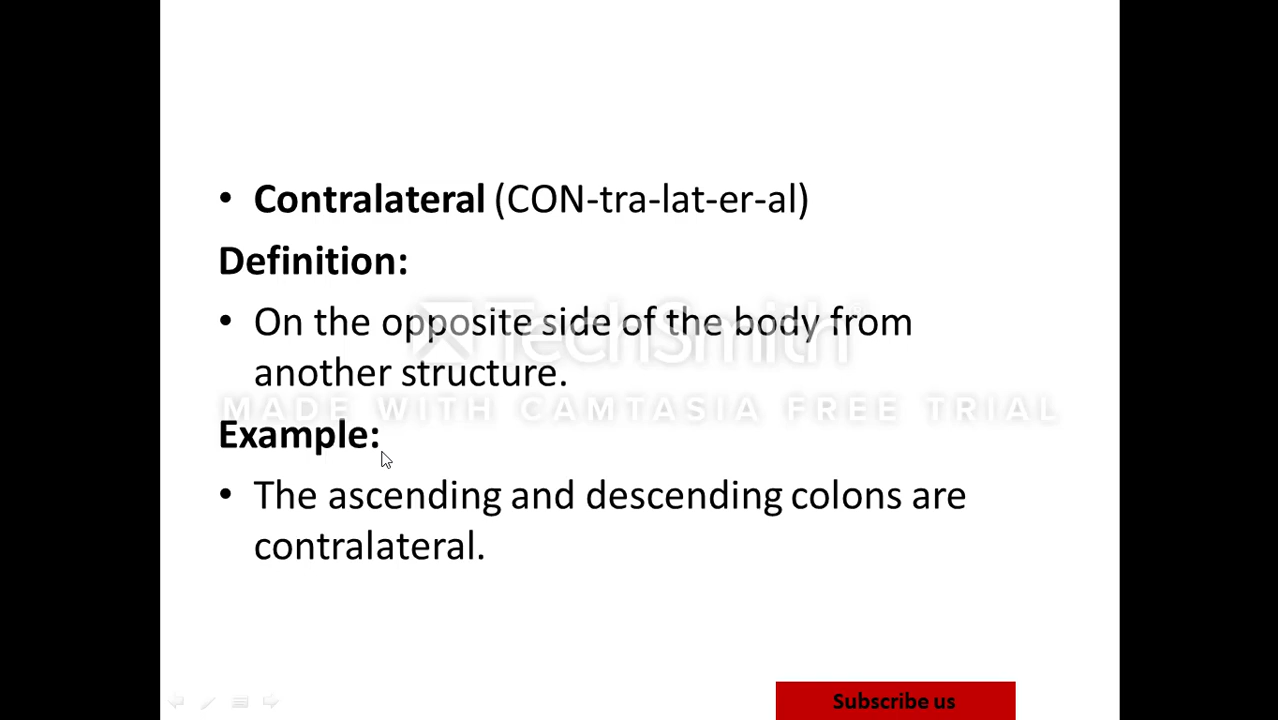 • Contralateral (CON-tra-lat-er-al)
Definition:
• On the opposite side of the body from
another structure.
TechSmith
MADE WITH CAMTASIA FREE TRIAL
Example:
• The ascending and descending colons are
contralateral.
Subscribe us